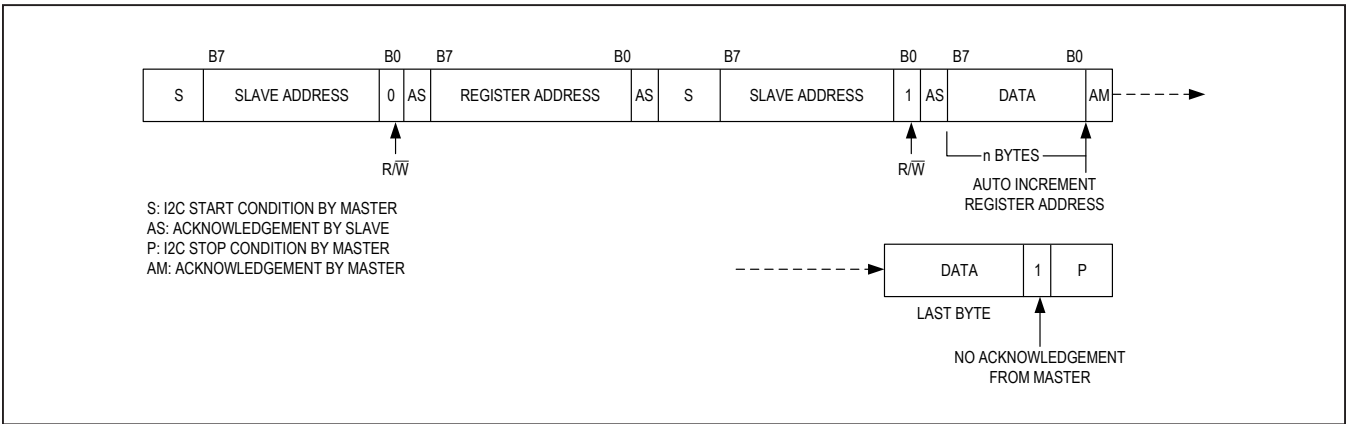 B7 B0 B7 B0 B7 B0 B7 B0
S SLAVE ADDRESS 0 AS REGISTER ADDRESS AS S SLAVE ADDRESS 1 AS DATA AM
R/W̅ R/W̅
n BYTES
AUTO INCREMENT
REGISTER ADDRESS
S: I2C START CONDITION BY MASTER
AS: ACKNOWLEDGEMENT BY SLAVE
P: I2C STOP CONDITION BY MASTER
AM: ACKNOWLEDGEMENT BY MASTER
DATA 1 P
LAST BYTE
NO ACKNOWLEDGEMENT
FROM MASTER